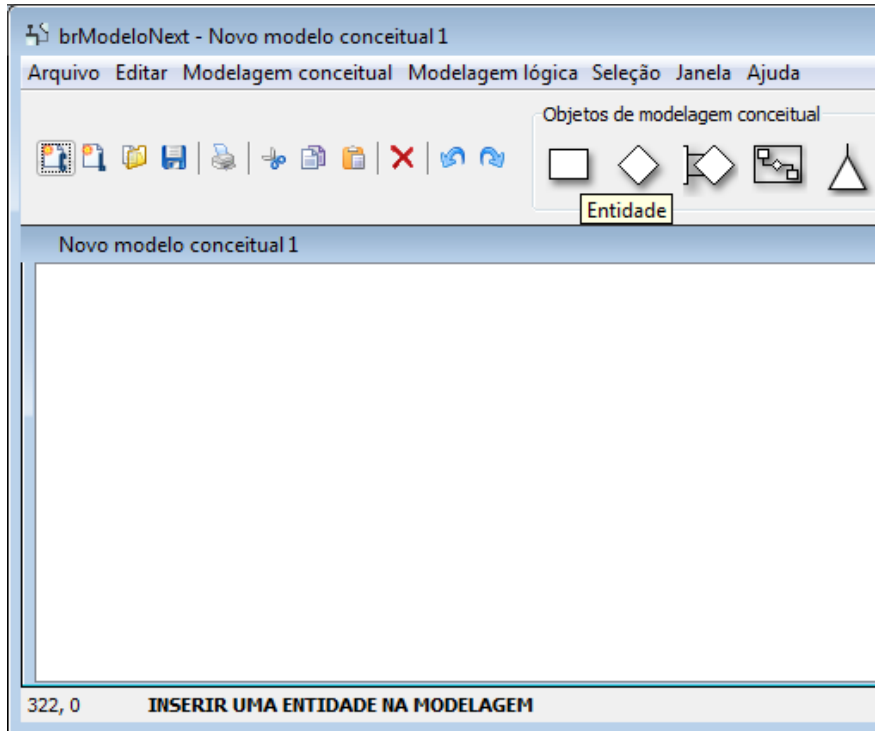 brModeloNext - Novo modelo conceitual 1
Arquivo Editar Modelagem conceitual Modelagem lógica Seleção Janela Ajuda
Objetos de modelagem conceitual
Entidade
Novo modelo conceitual 1
322, 0 INSERIR UMA ENTIDADE NA MODELAGEM